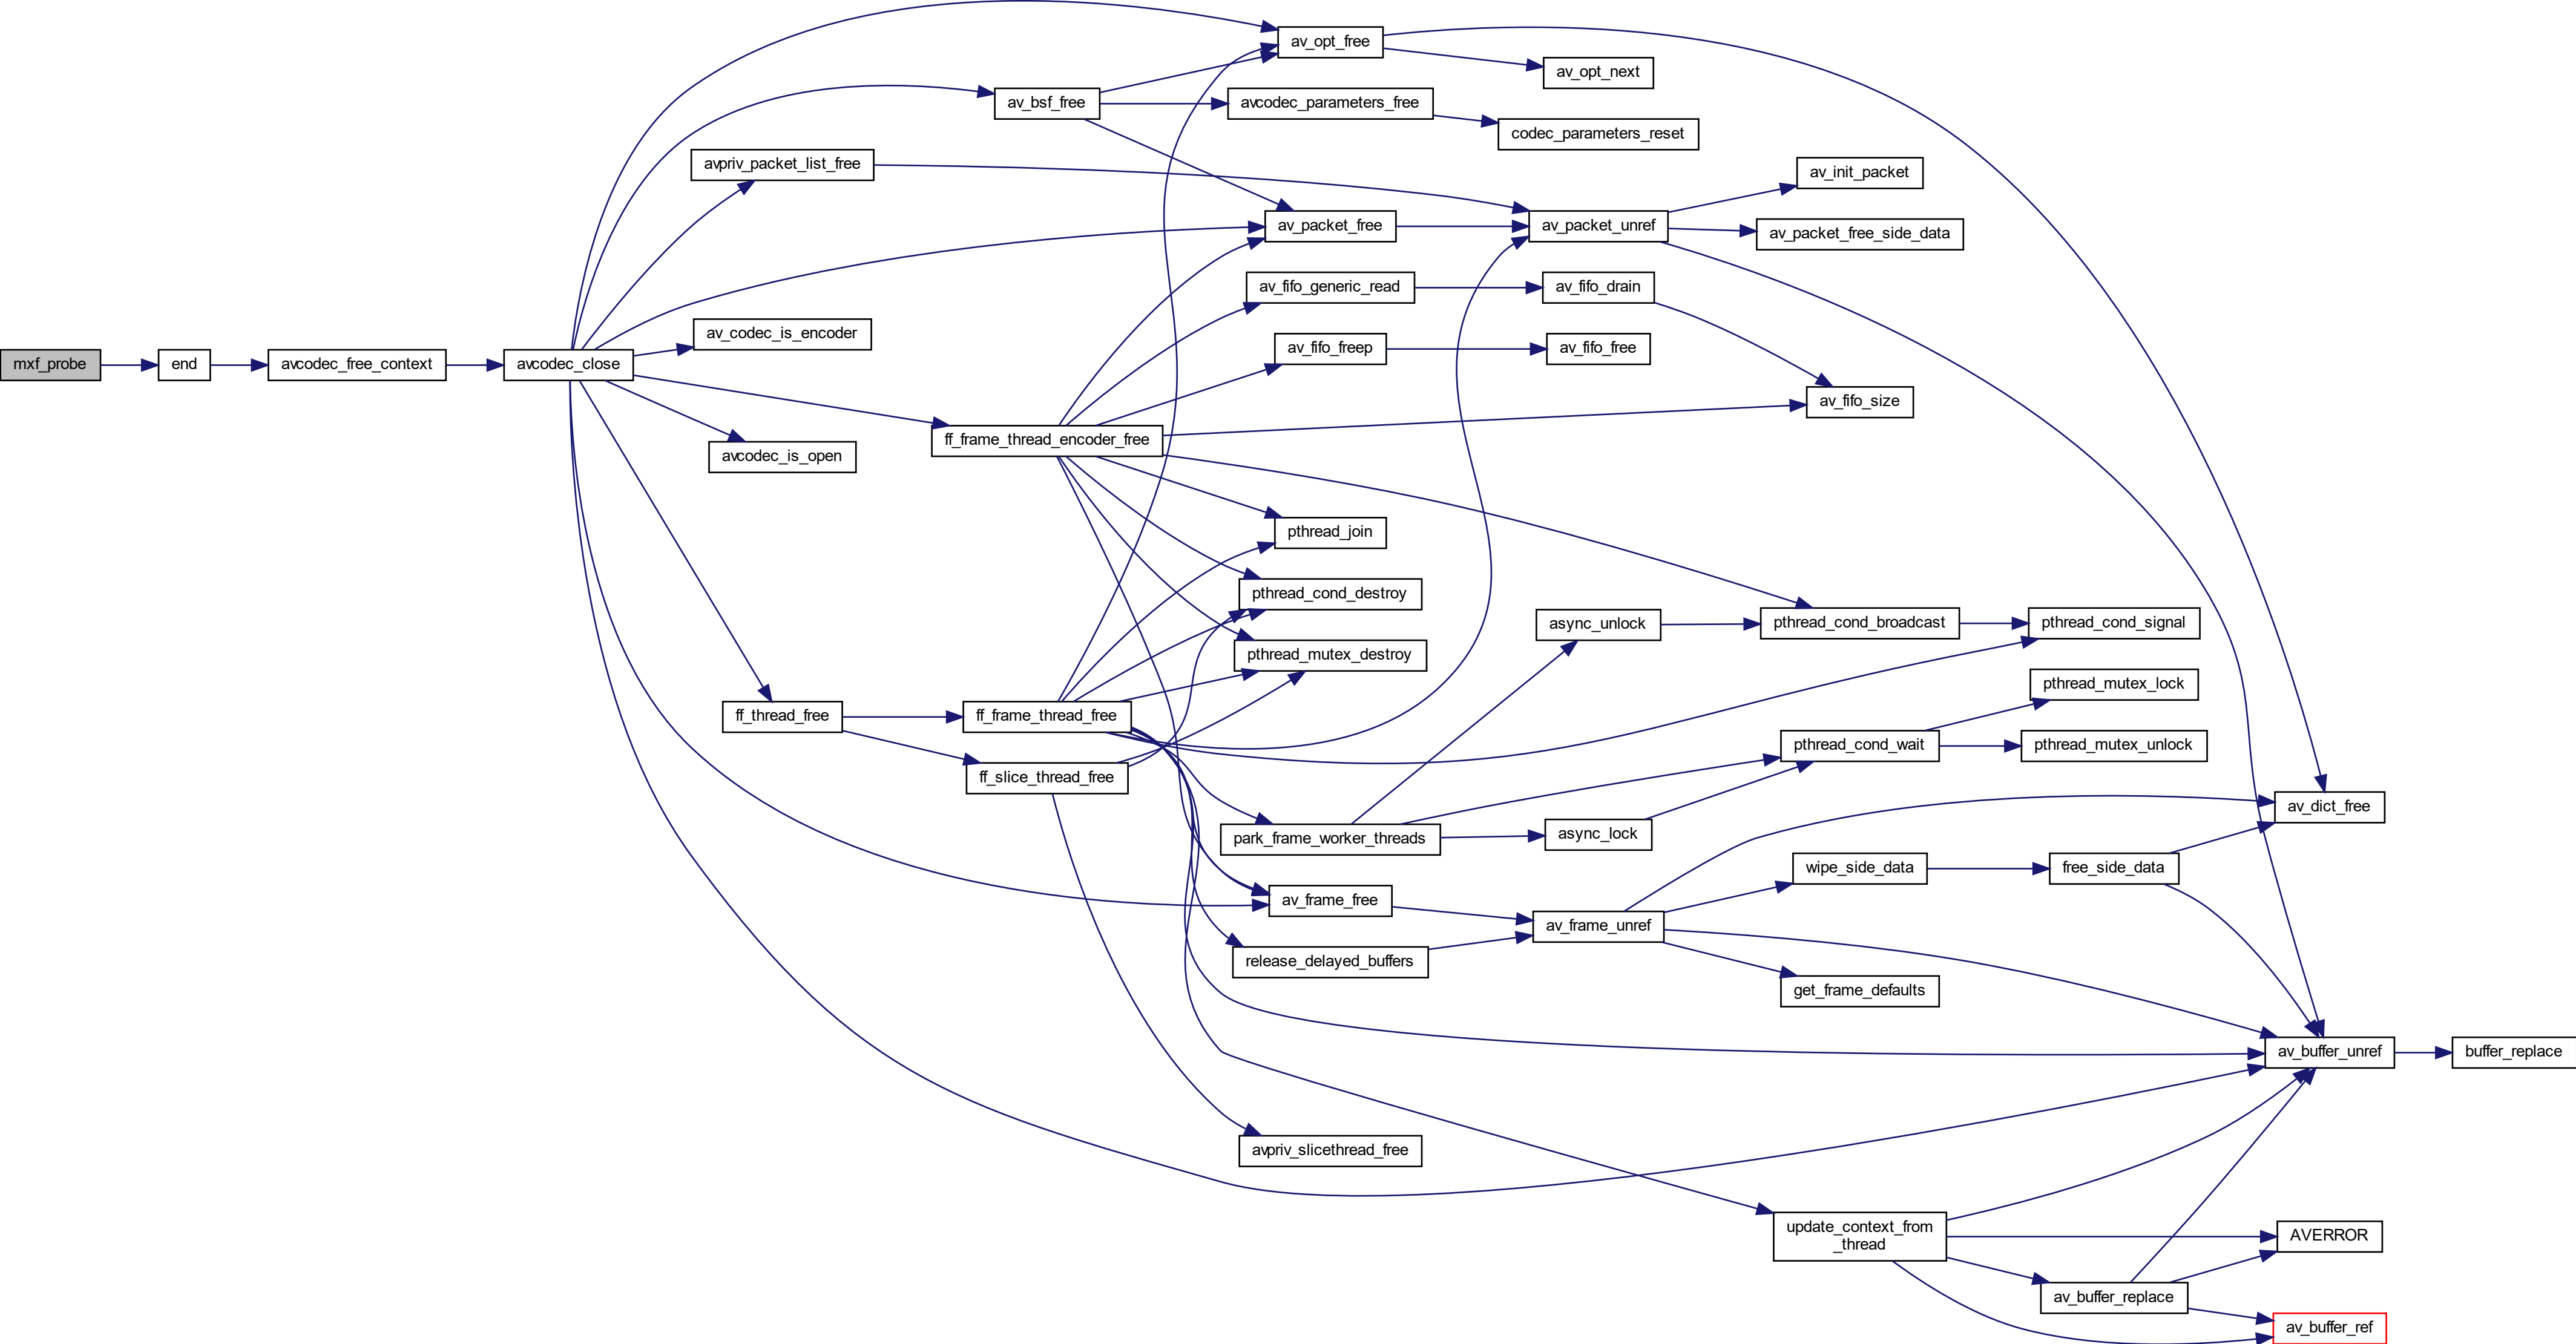 mxf_probe
end
avcodec_free_context
avcodec_close
av_opt_free
av_opt_next
av_bsf_free
avcodec_parameters_free
codec_parameters_reset
avpriv_packet_list_free
av_init_packet
av_packet_free
av_packet_unref
av_packet_free_side_data
av_fifo_generic_read
av_fifo_drain
av_codec_is_encoder
av_fifo_freep
av_fifo_free
av_fifo_size
ff_frame_thread_encoder_free
avcodec_is_open
pthread_join
pthread_cond_destroy
async_unlock
pthread_cond_broadcast
pthread_cond_signal
pthread_mutex_destroy
pthread_mutex_lock
ff_thread_free
ff_frame_thread_free
pthread_cond_wait
pthread_mutex_unlock
ff_slice_thread_free
av_dict_free
park_frame_worker_threads
async_lock
wipe_side_data
free_side_data
av_frame_free
av_frame_unref
release_delayed_buffers
get_frame_defaults
av_buffer_unref
buffer_replace
avpriv_slicethread_free
update_context_from
_thread
AVERROR
av_buffer_replace
av_buffer_ref